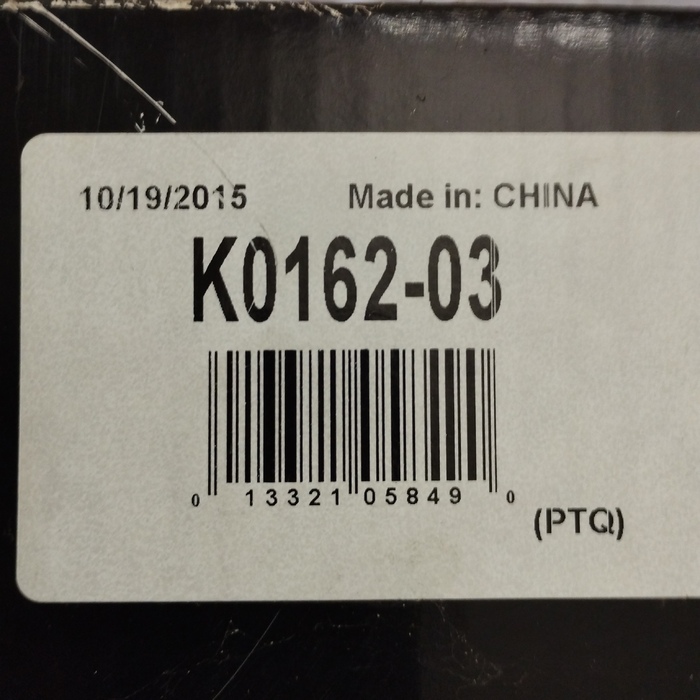 10/19/2015 Made in: CHINA
K0162-03
0 13321 05849 0
(PTQ)